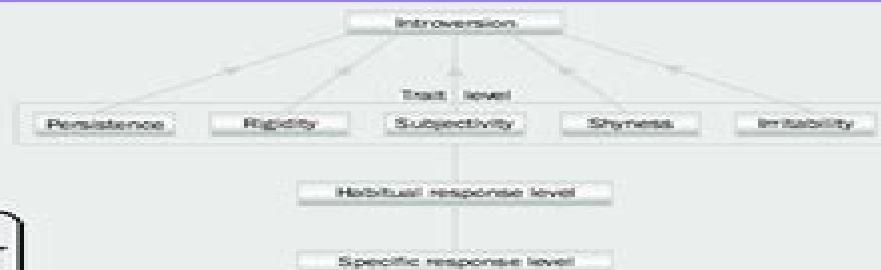 Introversion
Trait level
Persistence Rigidity Subjectivity Shyness Irritability
Habitual response level
Specific response level